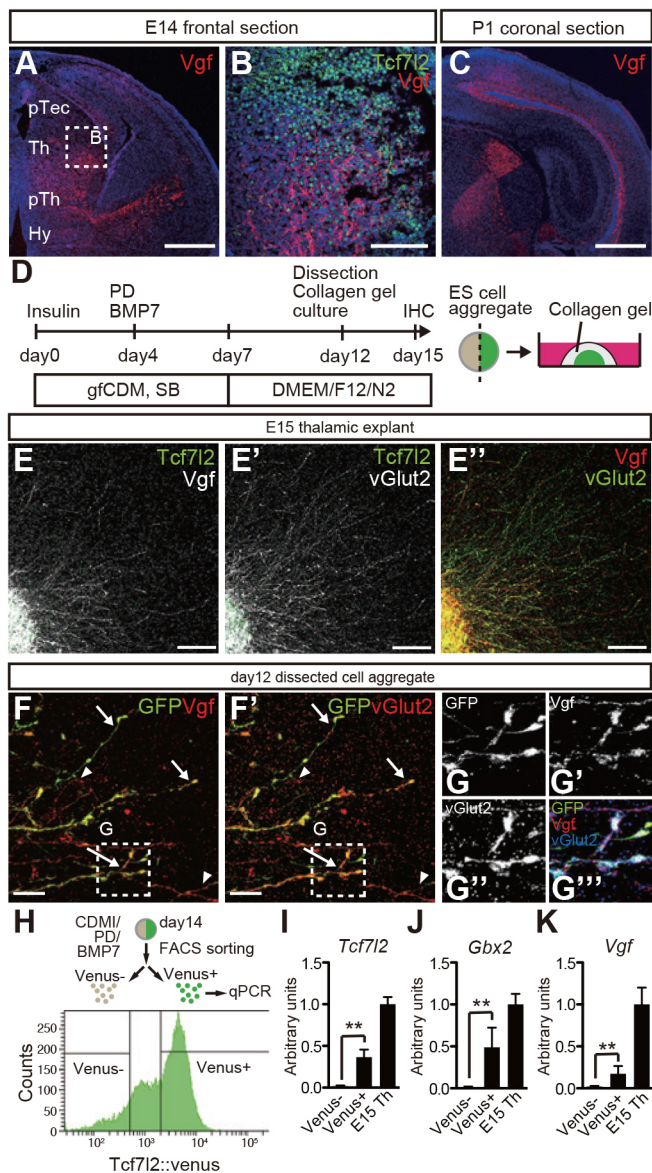 E14 frontal section
P1 coronal section
A
Vgf
pTec
B
Th
pTh
Hy
B
Tcf7l2
Vgf
C
Vgf
D
Insulin
PD
BMP7
Dissection
Collagen gel
culture
IHC
day0
day4
day7
day12
day15
gfCDM, SB
DMEM/F12/N2
ES cell
aggregate
Collagen gel
E15 thalamic explant
E
Tcf7l2
Vgf
E'
Tcf7l2
vGlut2
E''
Vgf
vGlut2
day12 dissected cell aggregate
F
GFPVgf
G
F'
GFPvGlut2
G
GFP
G
Vgf
G'
vGlut2
G''
GFP
Vgf
vGlut2
G'''
H
CDMI/
PD/
BMP7
day14
FACS sorting
Venus-
Venus+
qPCR
Counts
250
200
150
100
50
0
Venus-
Venus+
10²
10³
10⁴
10⁵
Tcf7l2::venus
I
Tcf7l2
Arbitrary units
1.5
1.0
0.5
0.0
**
Venus-
Venus+
E15 Th
J
Gbx2
Arbitrary units
1.5
1.0
0.5
0.0
**
Venus-
Venus+
E15 Th
K
Vgf
Arbitrary units
1.5
1.0
0.5
0.0
**
Venus-
Venus+
E15 Th